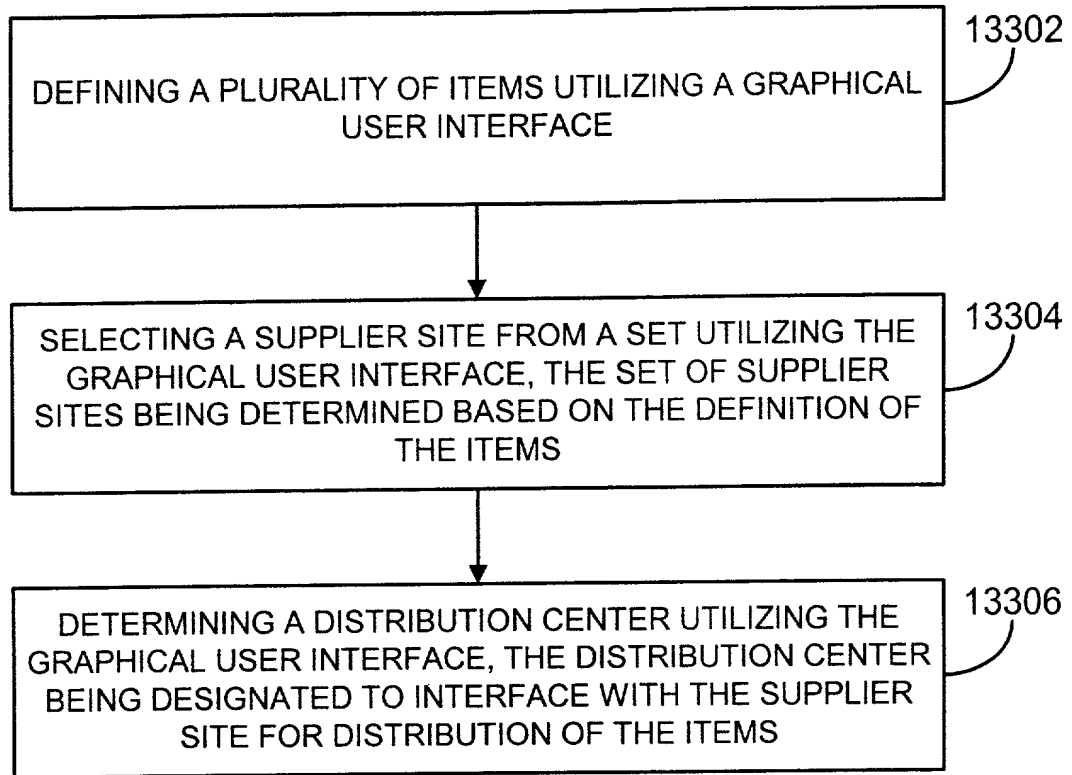 13302
DEFINING A PLURALITY OF ITEMS UTILIZING A GRAPHICAL
USER INTERFACE
13304
SELECTING A SUPPLIER SITE FROM A SET UTILIZING THE
GRAPHICAL USER INTERFACE, THE SET OF SUPPLIER
SITES BEING DETERMINED BASED ON THE DEFINITION OF
THE ITEMS
13306
DETERMINING A DISTRIBUTION CENTER UTILIZING THE
GRAPHICAL USER INTERFACE, THE DISTRIBUTION CENTER
BEING DESIGNATED TO INTERFACE WITH THE SUPPLIER
SITE FOR DISTRIBUTION OF THE ITEMS